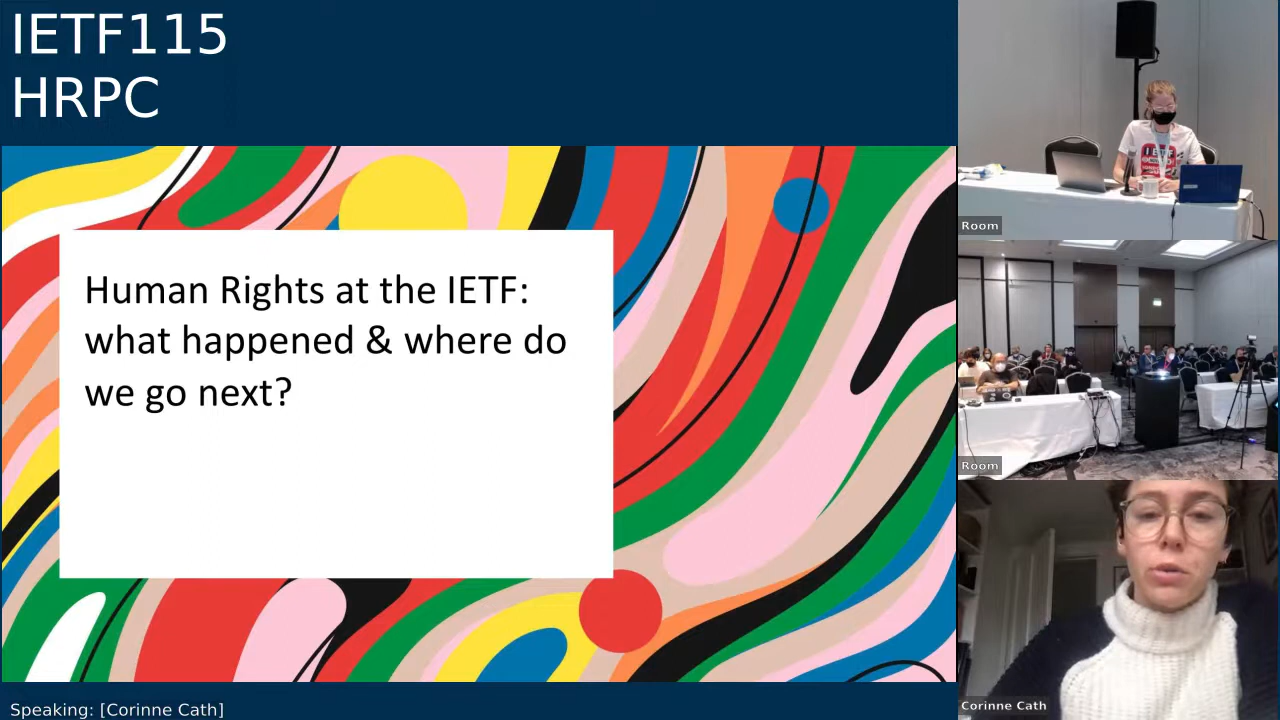 IETF115
HRPC
Human Rights at the IETF:
what happened & where do
we go next?
Room
IETF
Room
Corinne Cath
Speaking: [Corinne Cath]